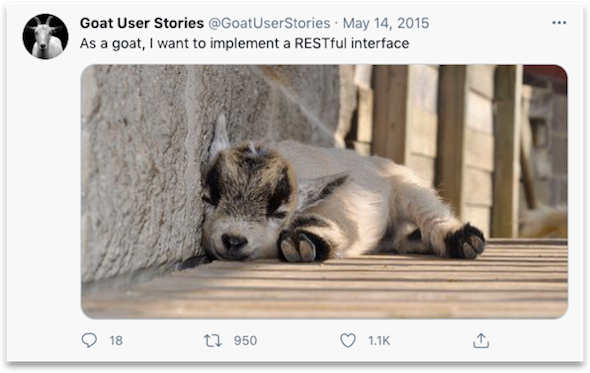 Goat User Stories @GoatUserStories · May 14, 2015
As a goat, I want to implement a RESTful interface
18 950 1.1K